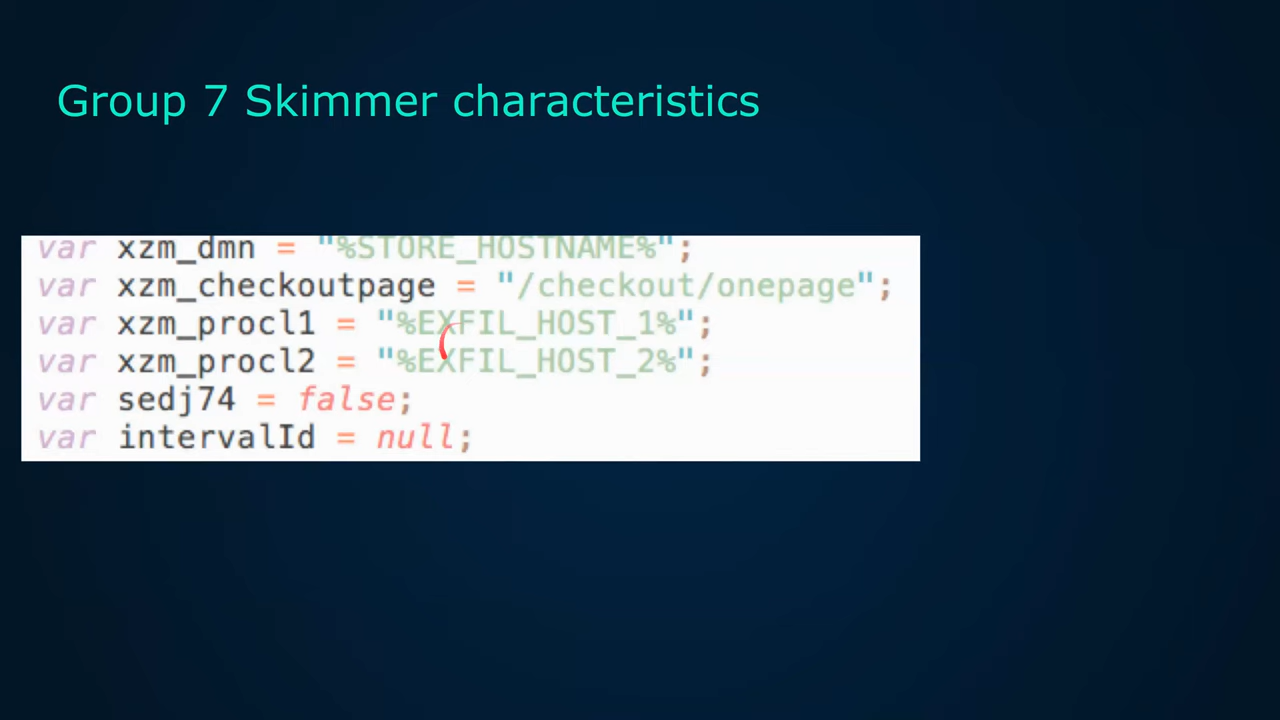 Group 7 Skimmer characteristics
var xzm_dmn = "%STORE_HOSTNAME%";
var xzm_checkoutpage = "/checkout/onepage";
var xzm_procl1 = "%EXFIL_HOST_1%";
var xzm_procl2 = "%EXFIL_HOST_2%";
var sedj74 = false;
var intervalId = null;